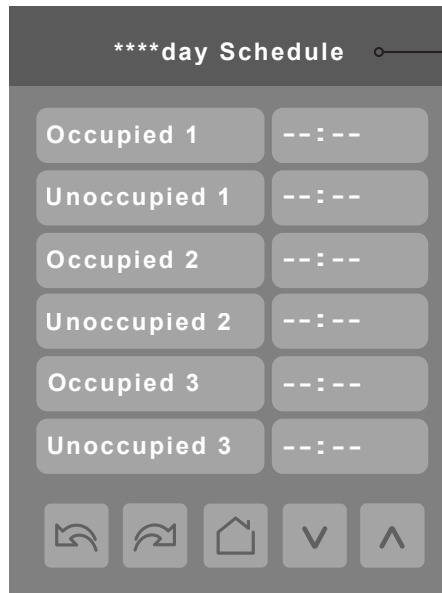 ****day Schedule
Occupied 1 --:--
Unoccupied 1 --:--
Occupied 2 --:--
Unoccupied 2 --:--
Occupied 3 --:--
Unoccupied 3 --:--